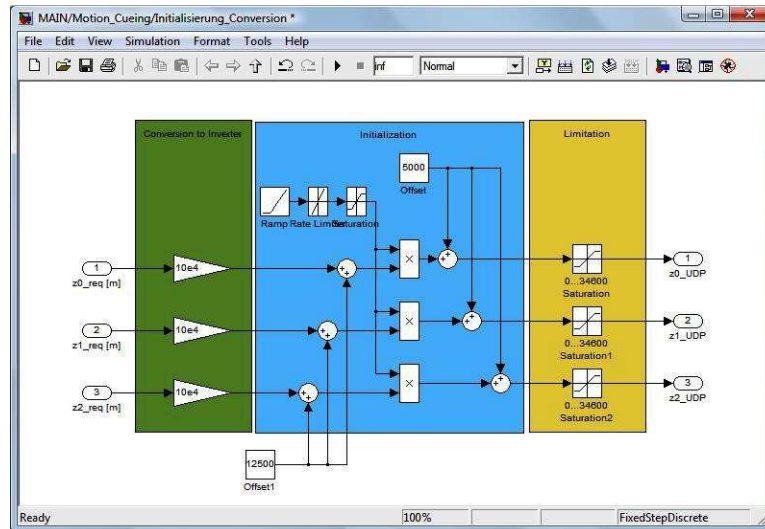 MAIN/Motion_Cueing/Initialisierung_Conversion *
File Edit View Simulation Format Tools Help
inf Normal
Conversion to Inverter
Initialization
Limitation
5000
Offset
Ramp Rate Limiter Saturation
1
z0_req [m]
10e4
0...34600
Saturation
1
z0_UDP
2
z1_req [m]
10e4
0...34600
Saturation1
2
z1_UDP
3
z2_req [m]
10e4
0...34600
Saturation2
3
z2_UDP
12500
Offset1
Ready 100% FixedStepDiscrete